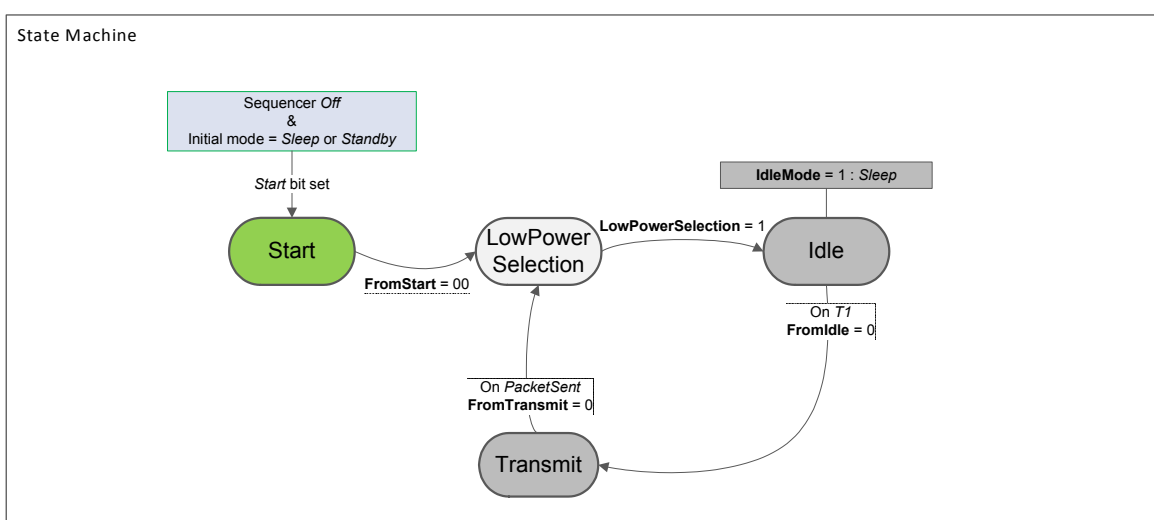 State Machine
Sequencer Off
&
Initial mode = Sleep or Standby
Start bit set
IdleMode = 1 : Sleep
Start
LowPower
Selection
LowPowerSelection = 1
Idle
FromStart = 00
On T1
FromIdle = 0
On PacketSent
FromTransmit = 0
Transmit